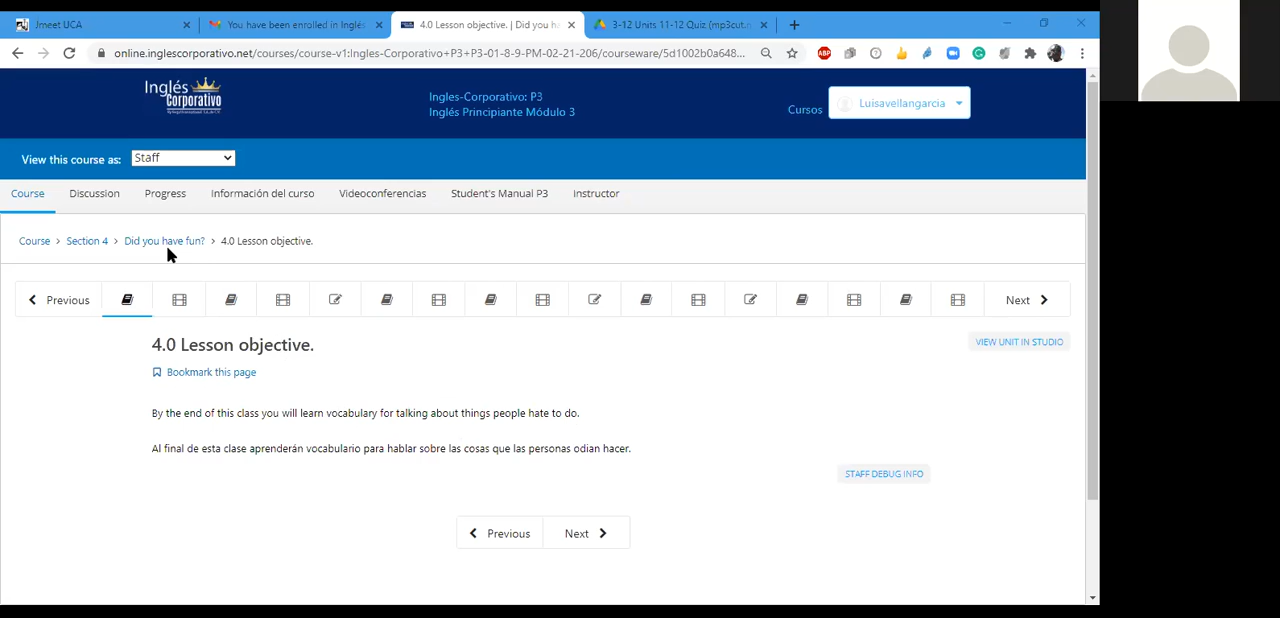 Jmeet UCA
You have been enrolled in Inglés
4.0 Lesson objective. | Did you ha
3-12 Units 11-12 Quiz (mp3cut.n
online.inglescorporativo.net/courses/course-v1:Ingles-Corporativo+P3+P3-01-8-9-PM-02-21-206/courseware/5d1002b0a648...
ABP
Inglés
Corporativo
Ingles-Corporativo: P3
Inglés Principiante Módulo 3
Cursos
Luisavellangarcia
View this course as:
Staff
Course
Discussion
Progress
Información del curso
Videoconferencias
Student's Manual P3
Instructor
Course > Section 4 > Did you have fun? > 4.0 Lesson objective.
Previous
Next
4.0 Lesson objective.
VIEW UNIT IN STUDIO
Bookmark this page
By the end of this class you will learn vocabulary for talking about things people hate to do.
Al final de esta clase aprenderán vocabulario para hablar sobre las cosas que las personas odian hacer.
STAFF DEBUG INFO
Previous
Next